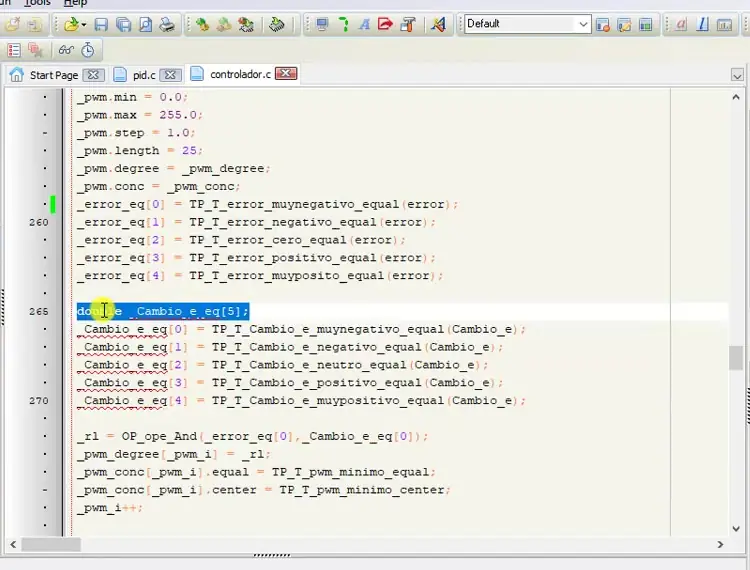 un Tools Help
Default
Start Page pid.c controlador.c
_pwm.min = 0.0;
_pwm.max = 255.0;
_pwm.step = 1.0;
_pwm.length = 25;
_pwm.degree = _pwm_degree;
_pwm.conc = _pwm_conc;
_error_eq[0] = TP_T_error_muynegativo_equal(error);
260 _error_eq[1] = TP_T_error_negativo_equal(error);
_error_eq[2] = TP_T_error_cero_equal(error);
_error_eq[3] = TP_T_error_positivo_equal(error);
_error_eq[4] = TP_T_error_muyposito_equal(error);
265 double _Cambio_e_eq[5];
_Cambio_e_eq[0] = TP_T_Cambio_e_muynegativo_equal(Cambio_e);
_Cambio_e_eq[1] = TP_T_Cambio_e_negativo_equal(Cambio_e);
_Cambio_e_eq[2] = TP_T_Cambio_e_neutro_equal(Cambio_e);
_Cambio_e_eq[3] = TP_T_Cambio_e_positivo_equal(Cambio_e);
270 _Cambio_e_eq[4] = TP_T_Cambio_e_muypositivo_equal(Cambio_e);
_rl = OP_ope_And(_error_eq[0],_Cambio_e_eq[0]);
_pwm_degree[_pwm_i] = _rl;
_pwm_conc[_pwm_i].equal = TP_T_pwm_minimo_equal;
_pwm_conc[_pwm_i].center = TP_T_pwm_minimo_center;
_pwm_i++;